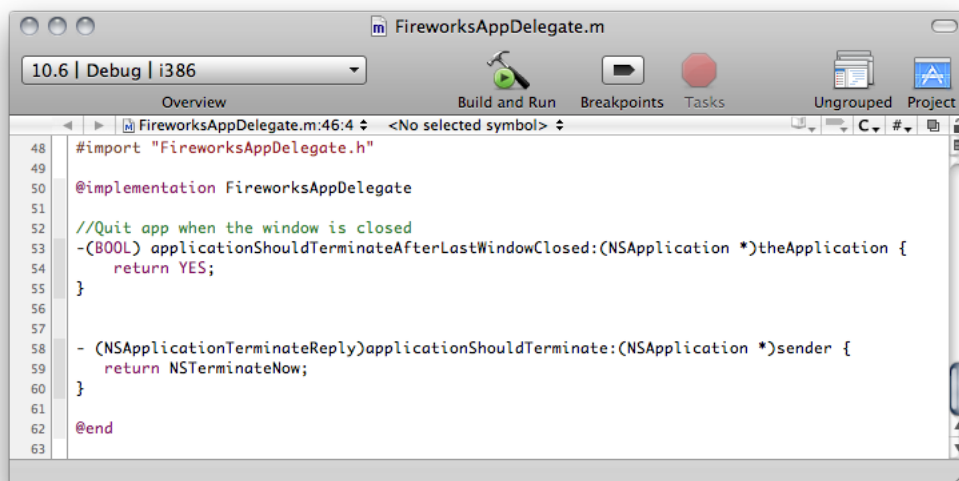 FireworksAppDelegate.m
10.6 | Debug | i386
Overview
Build and Run
Breakpoints
Tasks
Ungrouped
Project
FireworksAppDelegate.m:46:4
<No selected symbol>
C
#
48 #import "FireworksAppDelegate.h"
49
50 @implementation FireworksAppDelegate
51
52 //Quit app when the window is closed
53 -(BOOL) applicationShouldTerminateAfterLastWindowClosed:(NSApplication *)theApplication {
54 return YES;
55 }
56
57
58 - (NSApplicationTerminateReply)applicationShouldTerminate:(NSApplication *)sender {
59 return NSTerminateNow;
60 }
61
62 @end
63